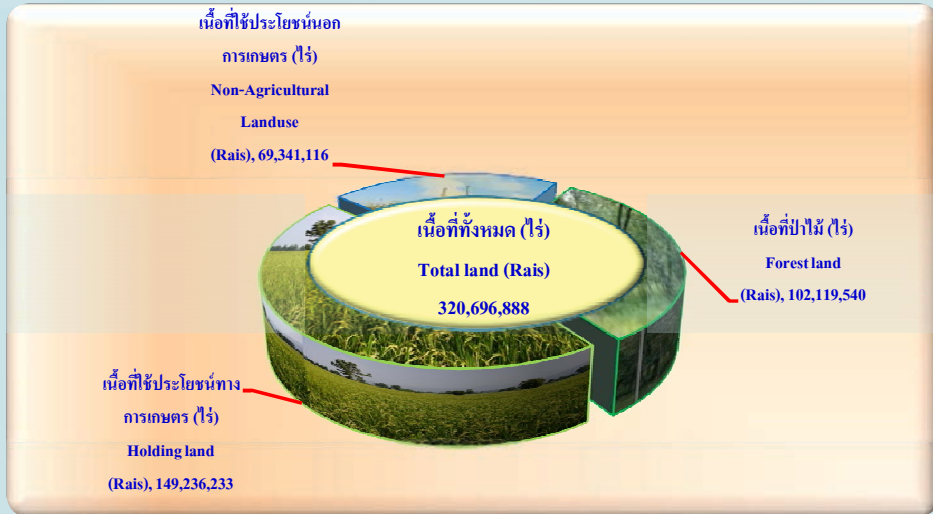 เนื้อที่ใช้ประโยชน์นอก
การเกษตร (ไร่)
Non-Agricultural
Landuse
(Rais), 69,341,116
เนื้อที่ทั้งหมด (ไร่)
Total land (Rais)
320,696,888
เนื้อที่ป่าไม้ (ไร่)
Forest land
(Rais), 102,119,540
เนื้อที่ใช้ประโยชน์ทาง
การเกษตร (ไร่)
Holding land
(Rais), 149,236,233